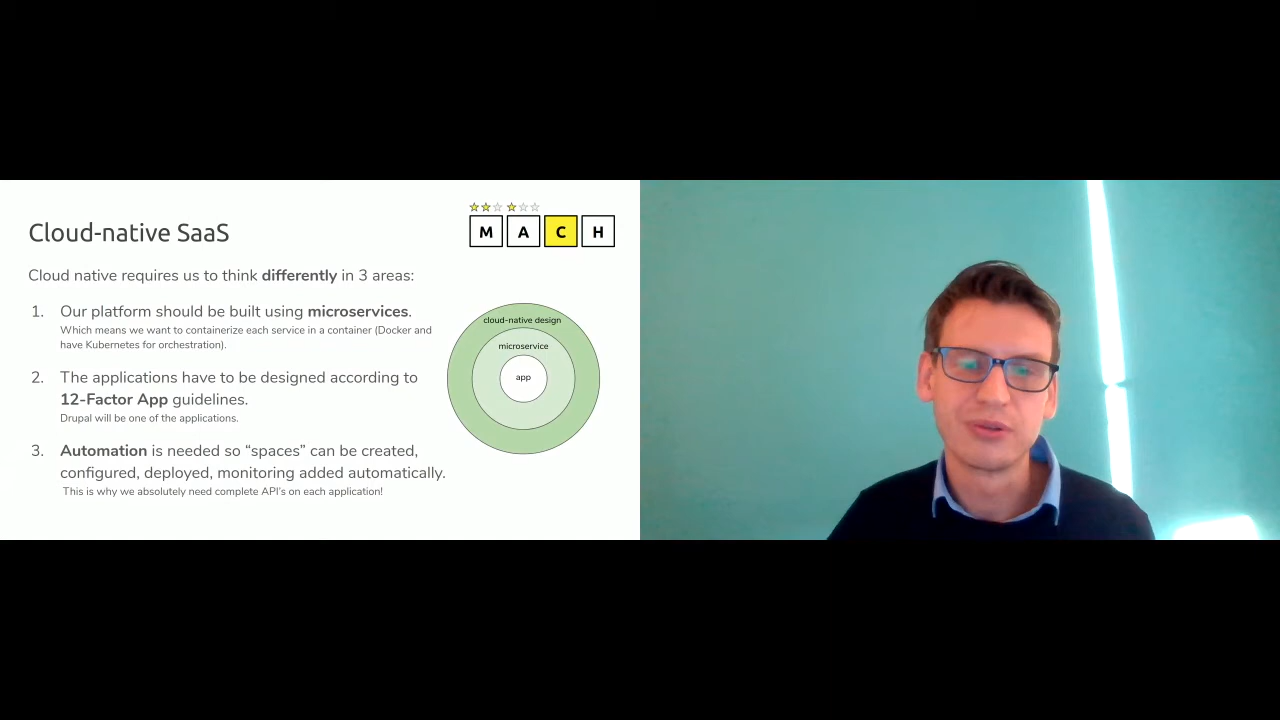 Cloud-native SaaS
M A C H
Cloud native requires us to think differently in 3 areas:
1. Our platform should be built using microservices.
Which means we want to containerize each service in a container (Docker and
have Kubernetes for orchestration).
2. The applications have to be designed according to
12-Factor App guidelines.
Drupal will be one of the applications.
3. Automation is needed so “spaces” can be created,
configured, deployed, monitoring added automatically.
This is why we absolutely need complete API's on each application!
cloud-native design
microservice
app